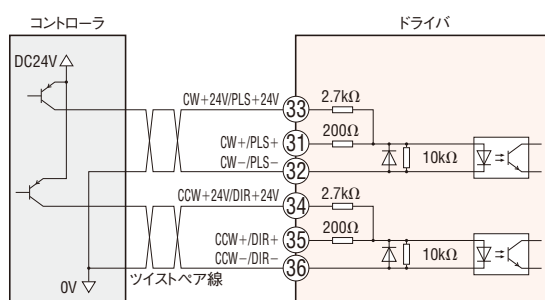 コントローラ
ドライバ
DC24V
CW+24V/PLS+24V
33
2.7kΩ
CW+/PLS+
31
200Ω
CW−/PLS−
32
10kΩ
CCW+24V/DIR+24V
34
2.7kΩ
200Ω
CCW+/DIR+
35
CCW−/DIR−
36
10kΩ
0V
ツイストペア線